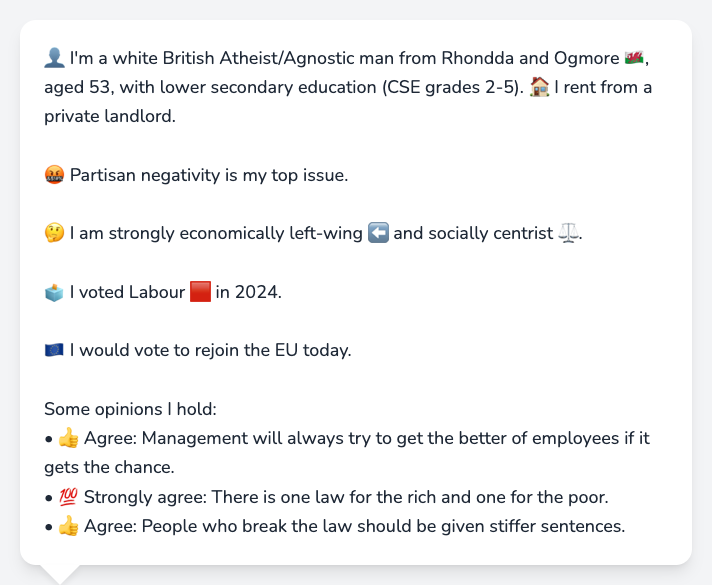 👤 I'm a white British Atheist/Agnostic man from Rhondda and Ogmore 🏴󠁧󠁢󠁷󠁬󠁳󠁿,
aged 53, with lower secondary education (CSE grades 2-5). 🏠 I rent from a
private landlord.
🤬 Partisan negativity is my top issue.
🤔 I am strongly economically left-wing ⬅️ and socially centrist ⚖️.
🗳️ I voted Labour 🟥 in 2024.
🇪🇺 I would vote to rejoin the EU today.
Some opinions I hold:
• 👍 Agree: Management will always try to get the better of employees if it
gets the chance.
• 💯 Strongly agree: There is one law for the rich and one for the poor.
• 👍 Agree: People who break the law should be given stiffer sentences.